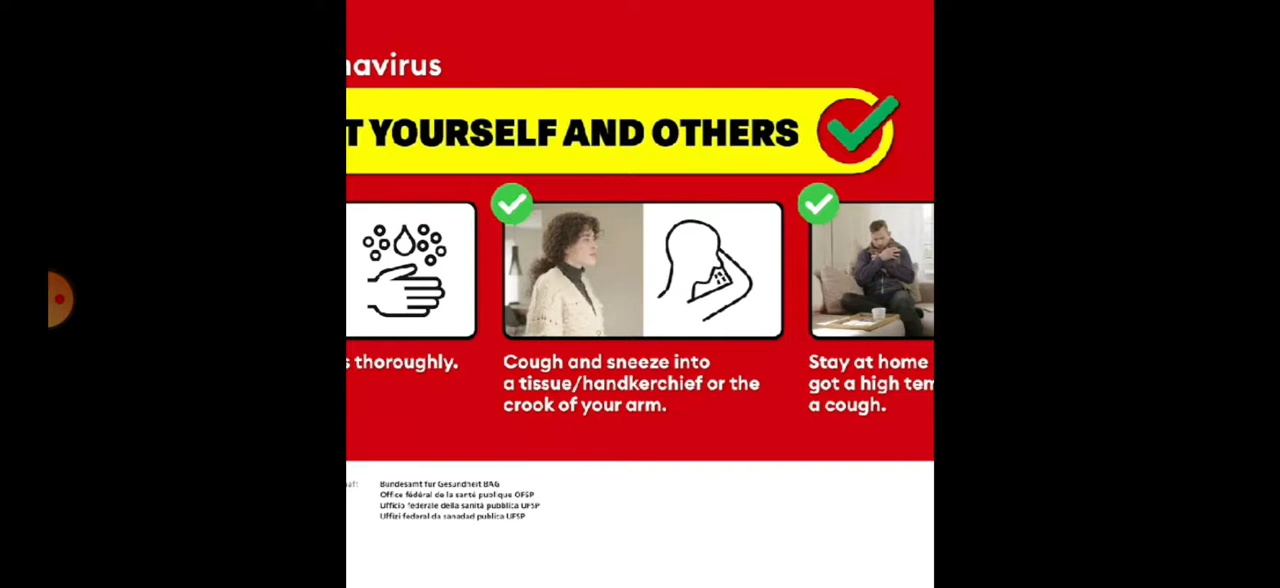 navirus
T YOURSELF AND OTHERS
s thoroughly.
Cough and sneeze into
a tissue/handkerchief or the
crook of your arm.
Stay at home
got a high tem
a cough.
Bundesamt für Gesundheit BAG
Office fédéral de la santé publique OFSP
Ufficio federale della sanità pubblica UFSP
Uffizi federal da sanadad publica UFSP